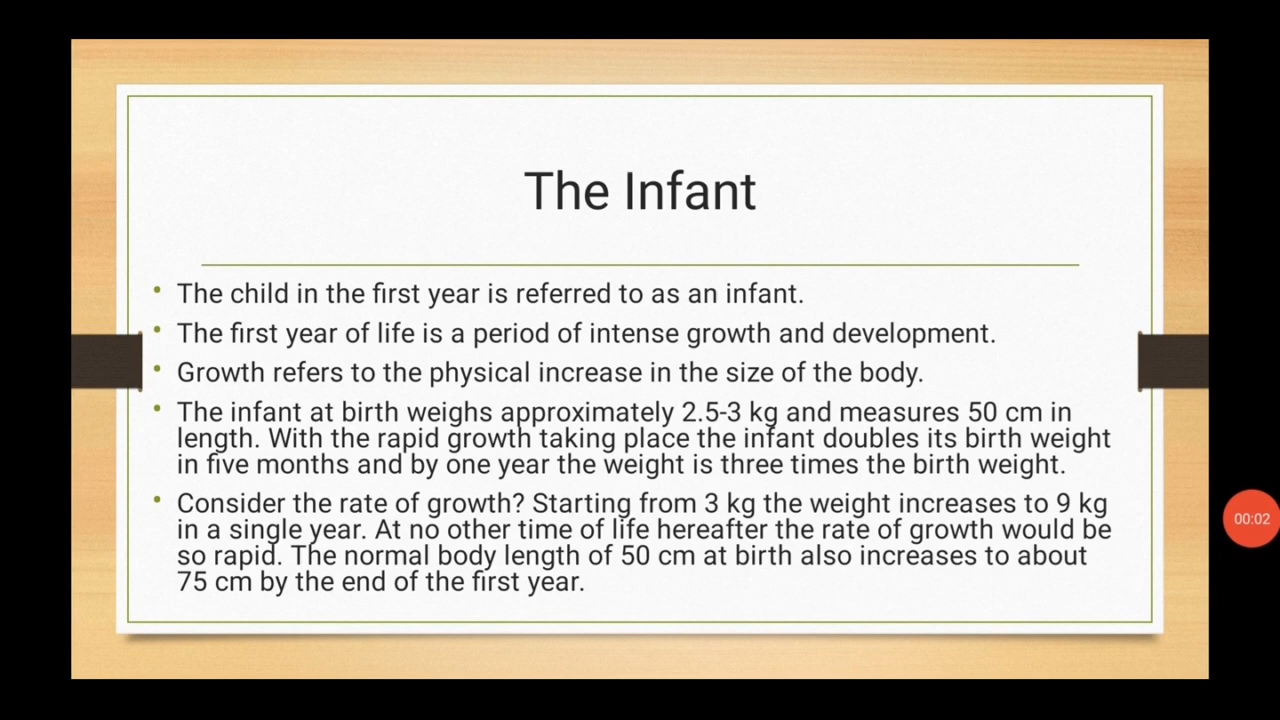 The Infant
• The child in the first year is referred to as an infant.
• The first year of life is a period of intense growth and development.
• Growth refers to the physical increase in the size of the body.
• The infant at birth weighs approximately 2.5-3 kg and measures 50 cm in
length. With the rapid growth taking place the infant doubles its birth weight
in five months and by one year the weight is three times the birth weight.
• Consider the rate of growth? Starting from 3 kg the weight increases to 9 kg
in a single year. At no other time of life hereafter the rate of growth would be
so rapid. The normal body length of 50 cm at birth also increases to about
75 cm by the end of the first year.
00:02